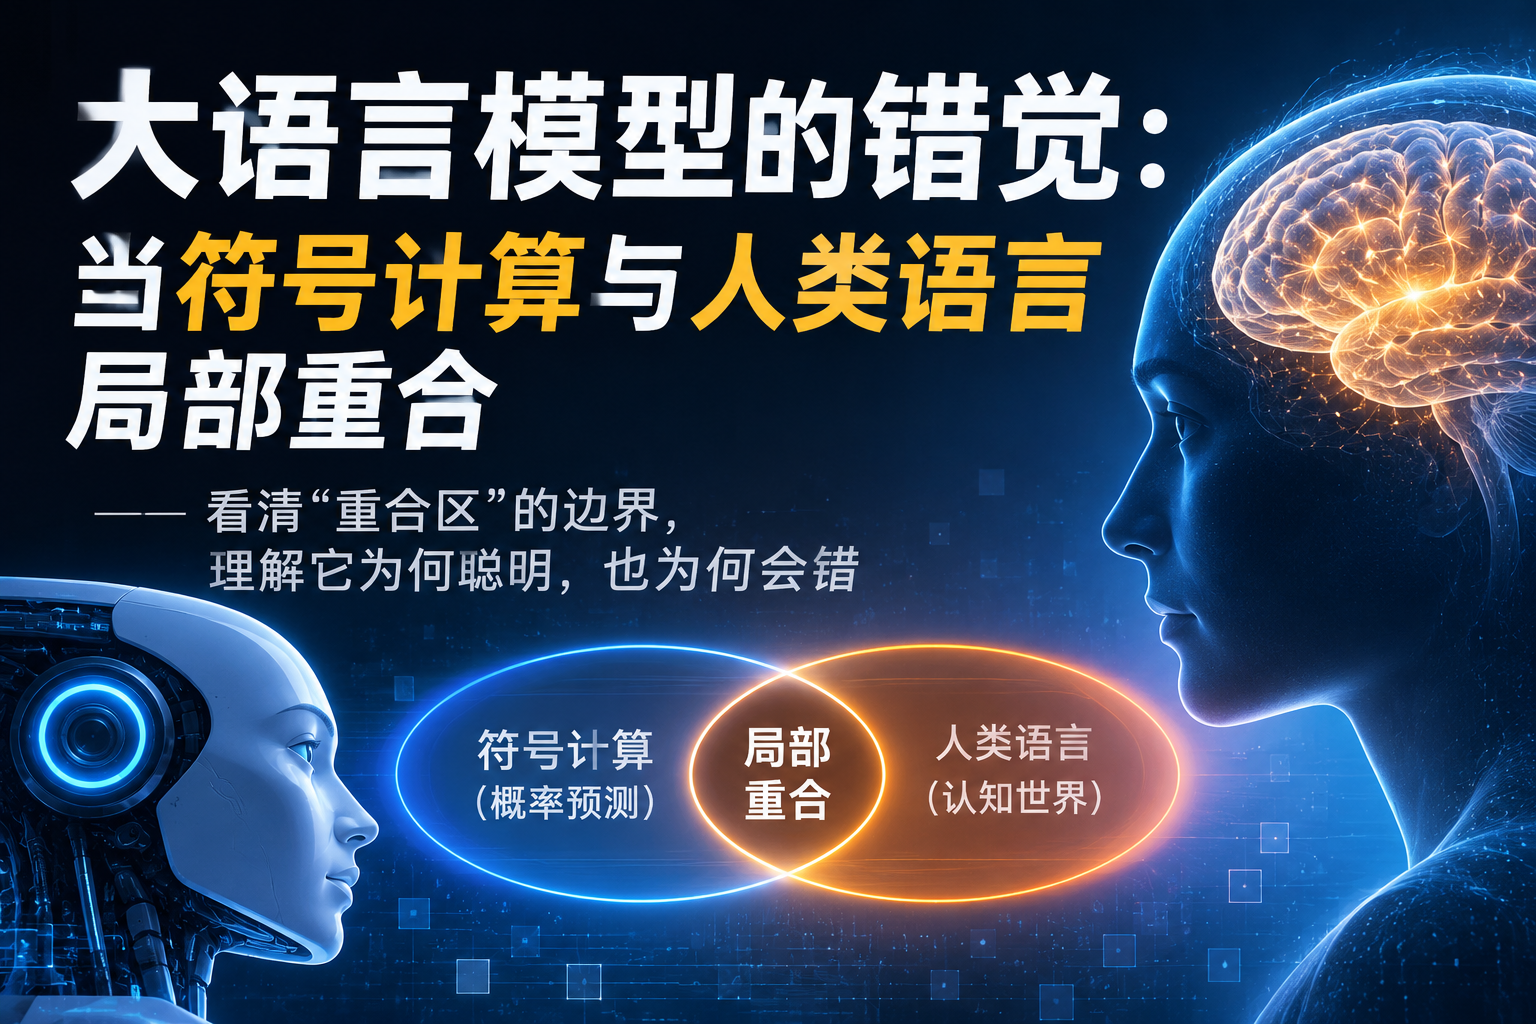 大语言模型的错觉：
当符号计算与人类语言
局部重合
—— 看清“重合区”的边界，
理解它为何聪明，也为何会错
符号计算
（概率预测）
局部
重合
人类语言
（认知世界）